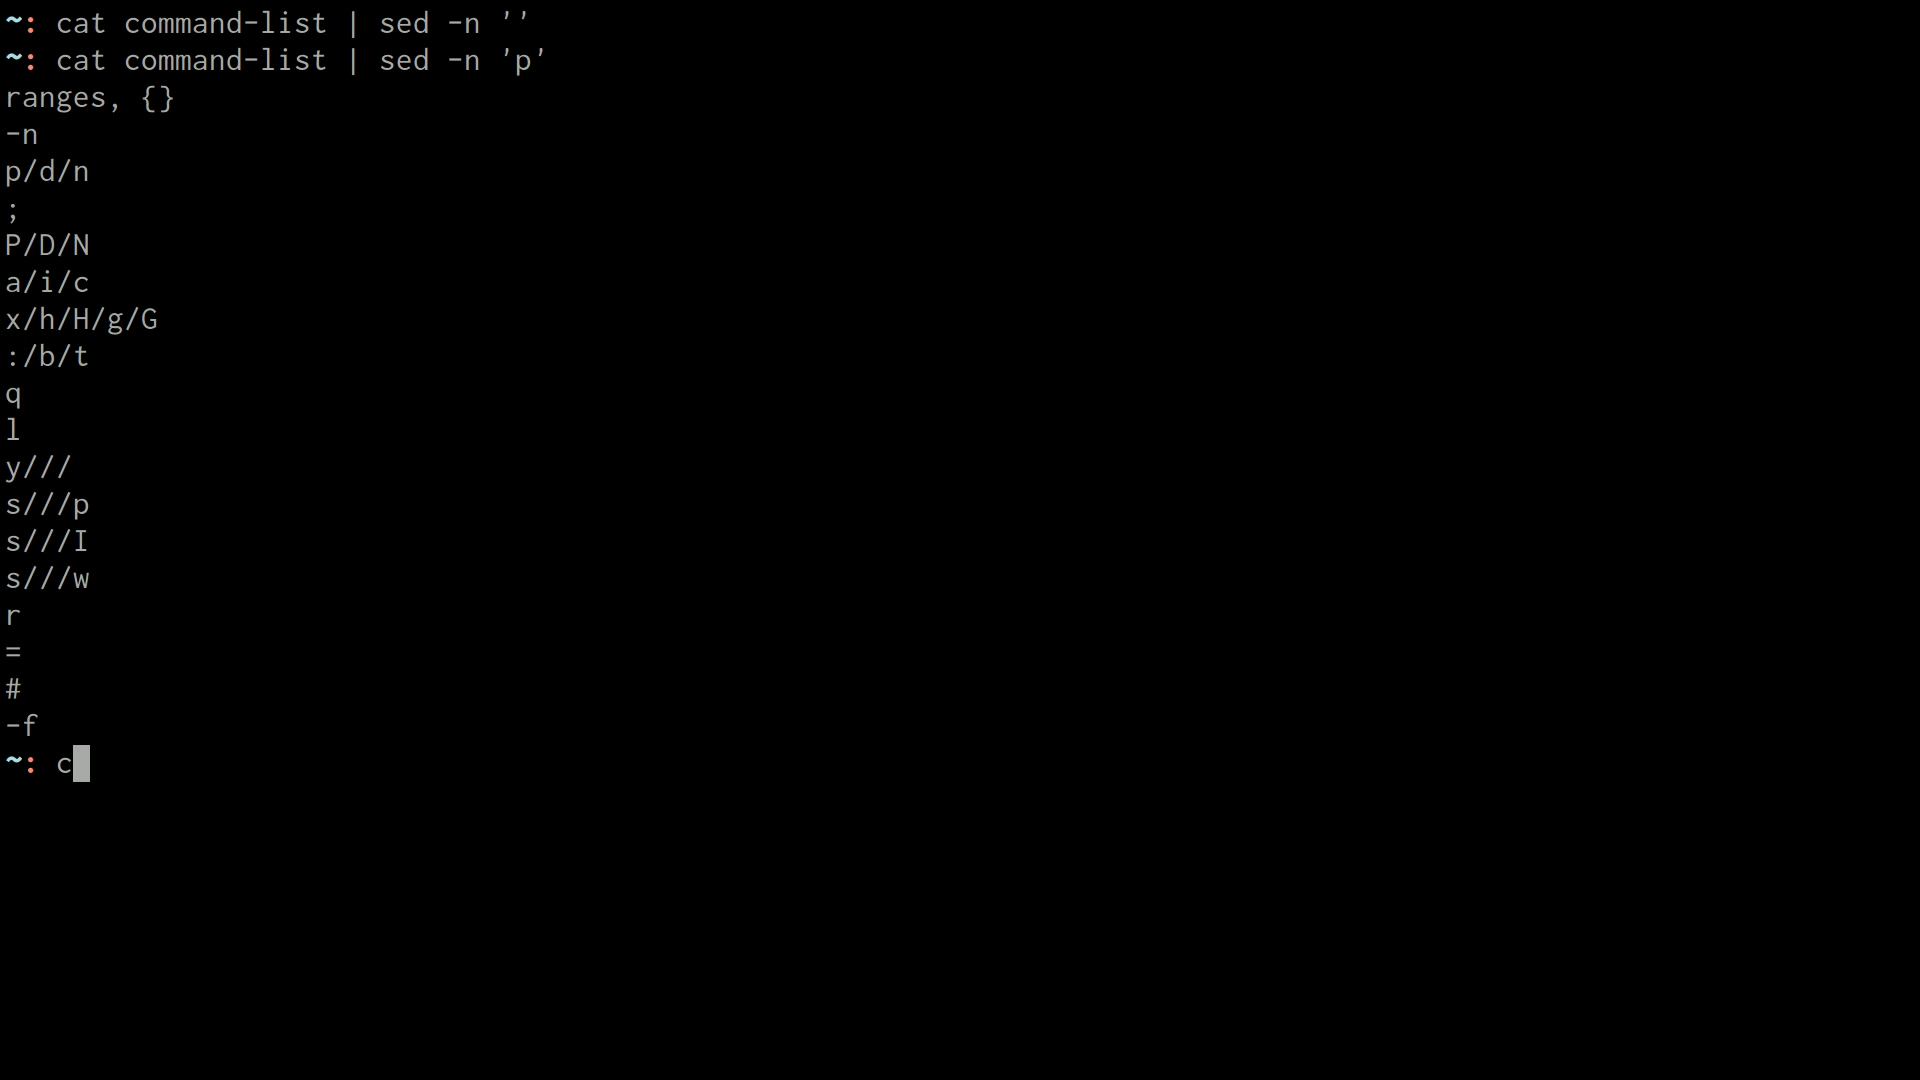 ~: cat command-list | sed -n ''
~: cat command-list | sed -n 'p'
ranges, {}
-n
p/d/n
;
P/D/N
a/i/c
x/h/H/g/G
:/b/t
q
l
y///
s///p
s///I
s///w
r
=
#
-f
~: c